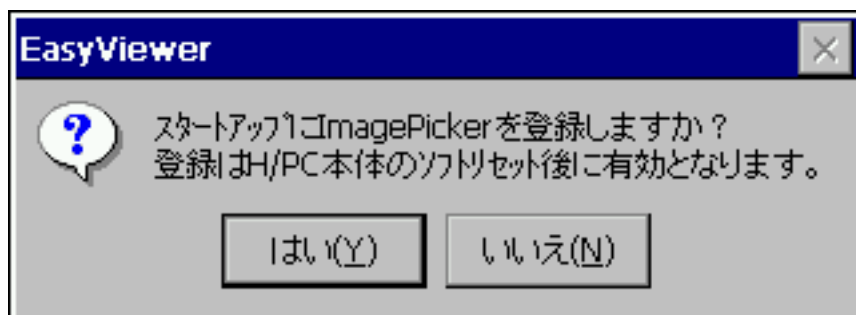 EasyViewer
スタートアップにImagePickerを登録しますか?
登録はH/PC本体のソフトリセット後に有効となります。
はい(Y)
いいえ(N)